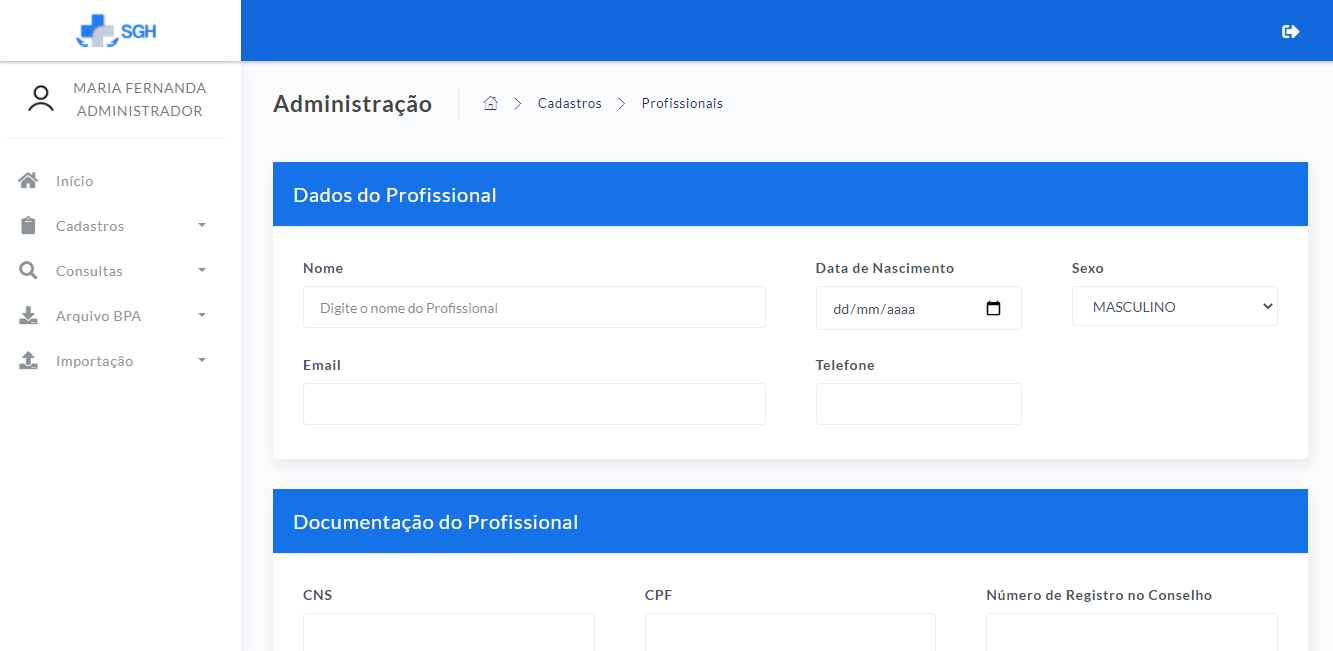 SGH
MARIA FERNANDA
ADMINISTRADOR
Início
Cadastros
Consultas
Arquivo BPA
Importação
Administração
Cadastros
Profissionais
Dados do Profissional
Nome
Data de Nascimento
Sexo
Digite o nome do Profissional
dd/mm/aaaa
MASCULINO
Email
Telefone
Documentação do Profissional
CNS
CPF
Número de Registro no Conselho